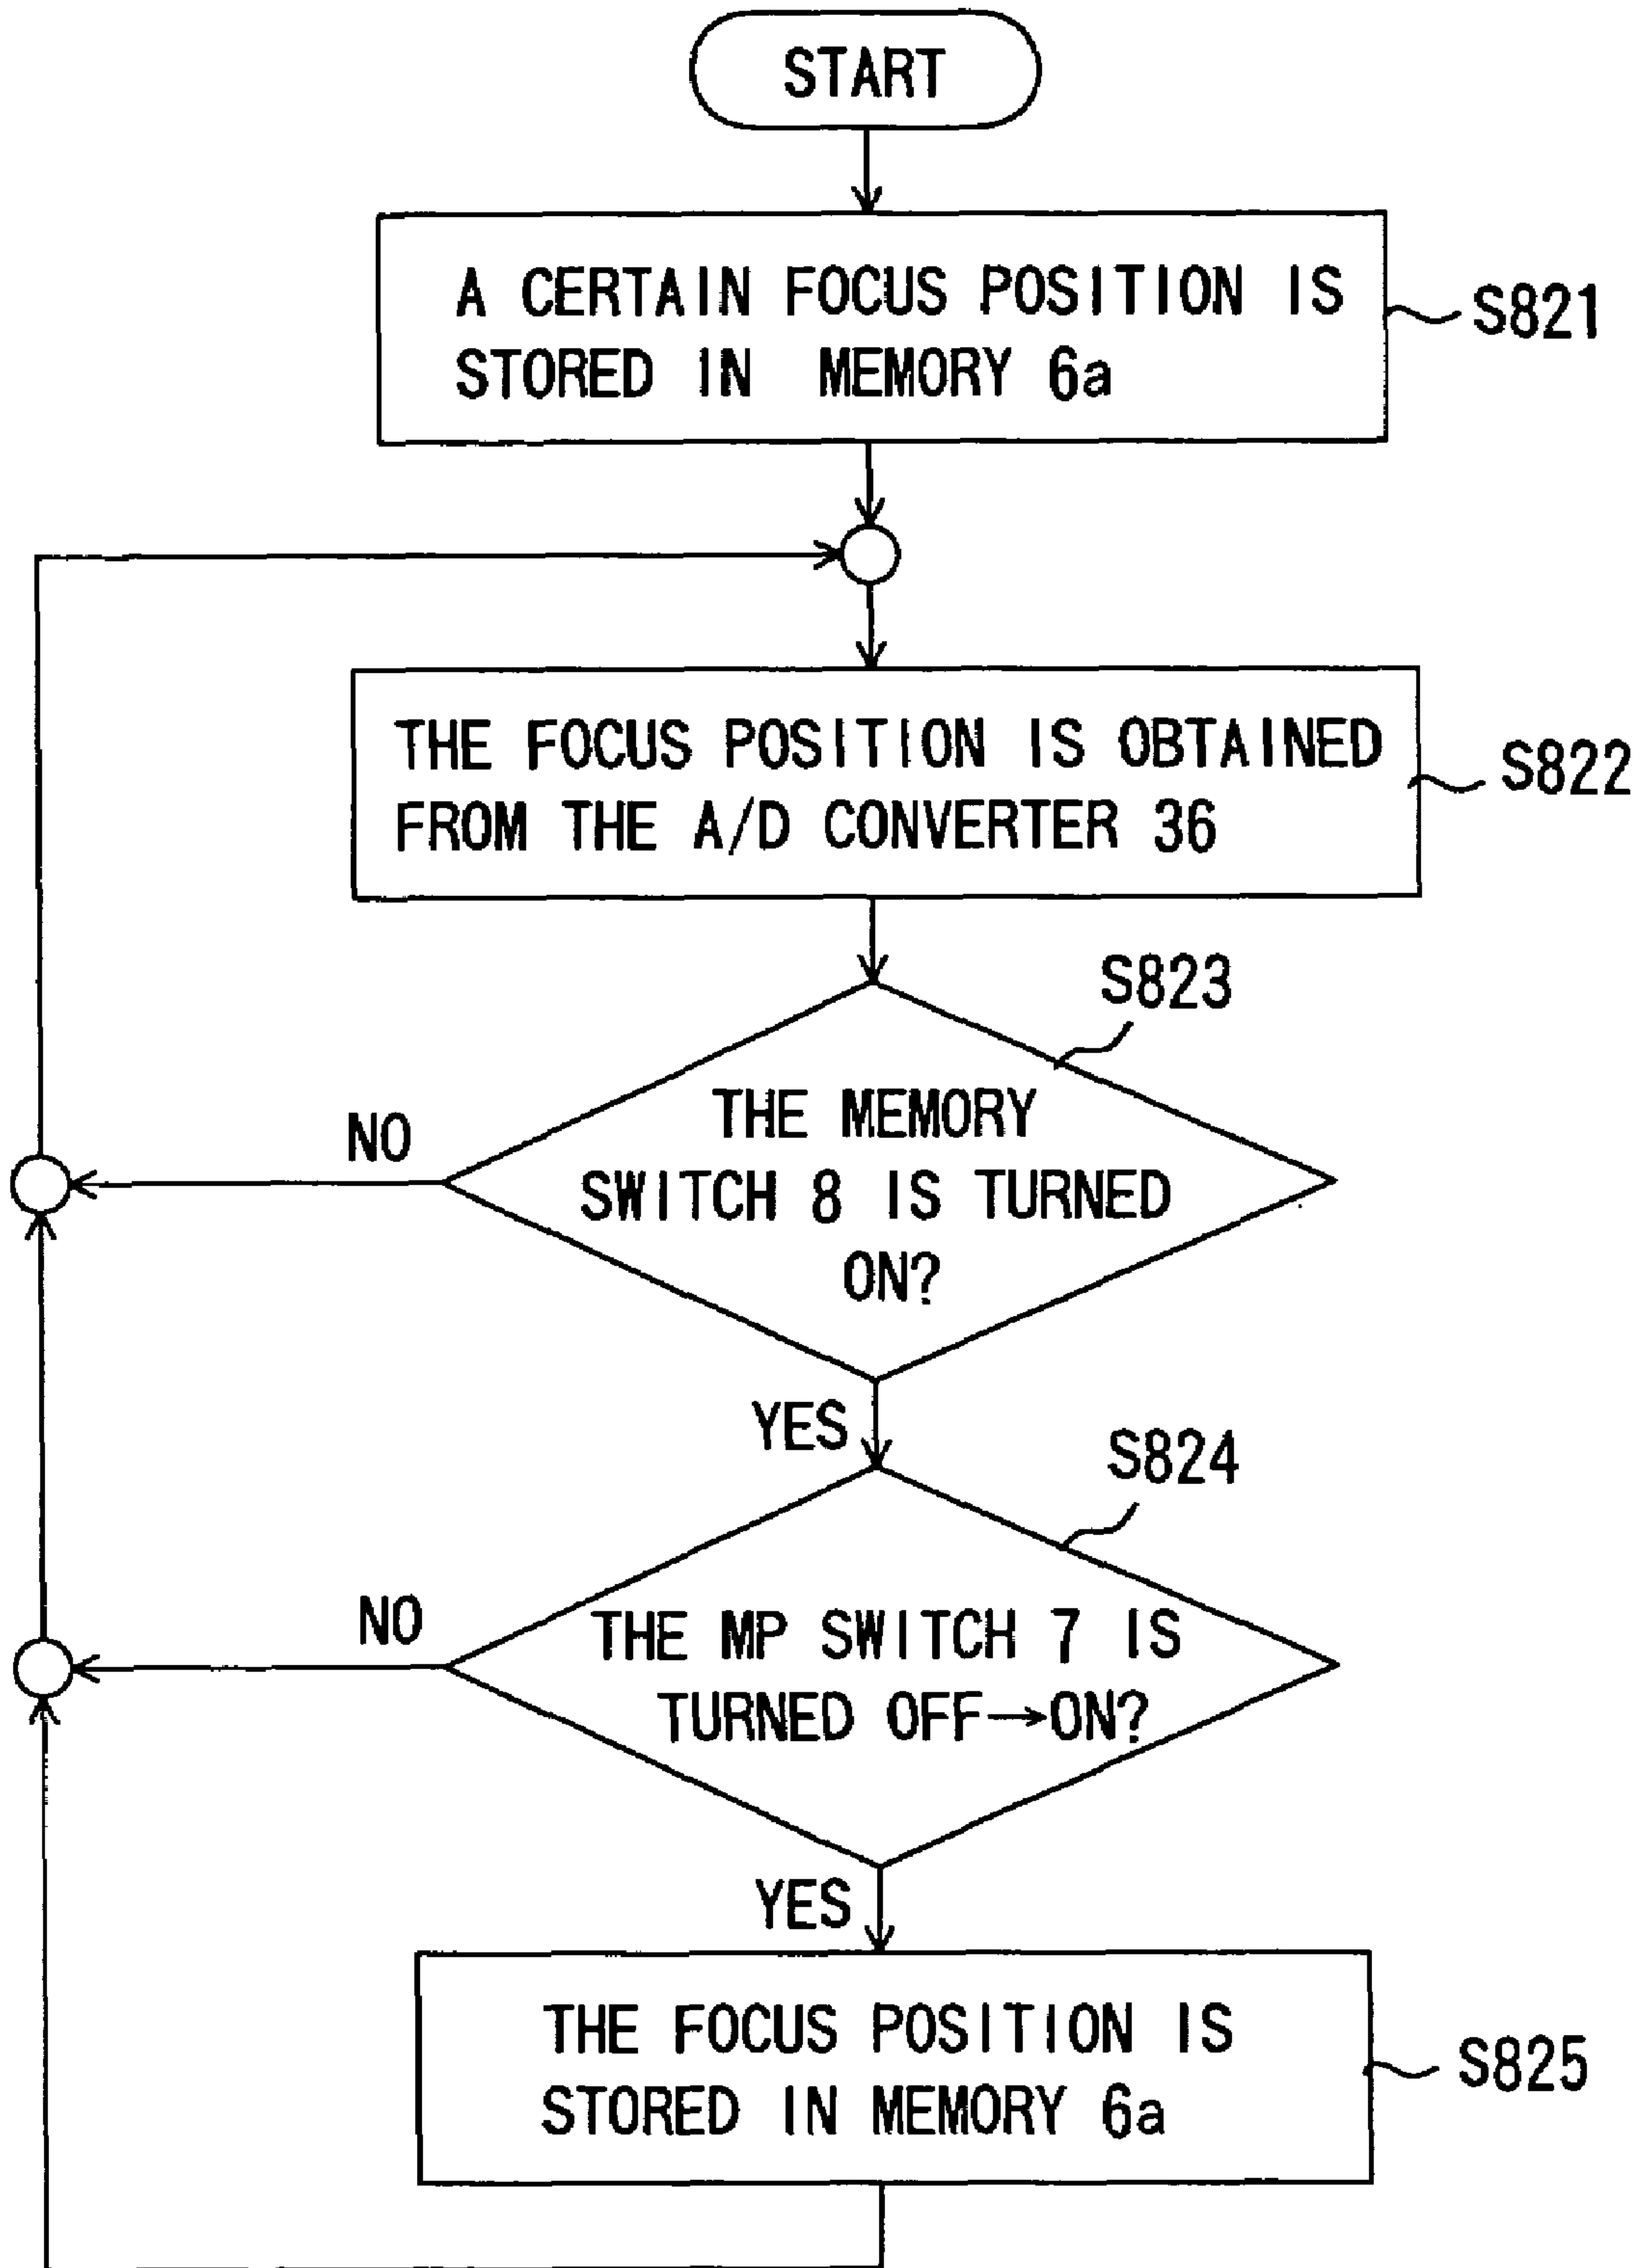 START
A CERTAIN FOCUS POSITION IS
STORED IN MEMORY 6a
S821
THE FOCUS POSITION IS OBTAINED
FROM THE A/D CONVERTER 36
S822
S823
THE MEMORY
SWITCH 8 IS TURNED
ON?
NO
YES
S824
THE MP SWITCH 7 IS
TURNED OFF→ON?
NO
YES
THE FOCUS POSITION IS
STORED IN MEMORY 6a
S825